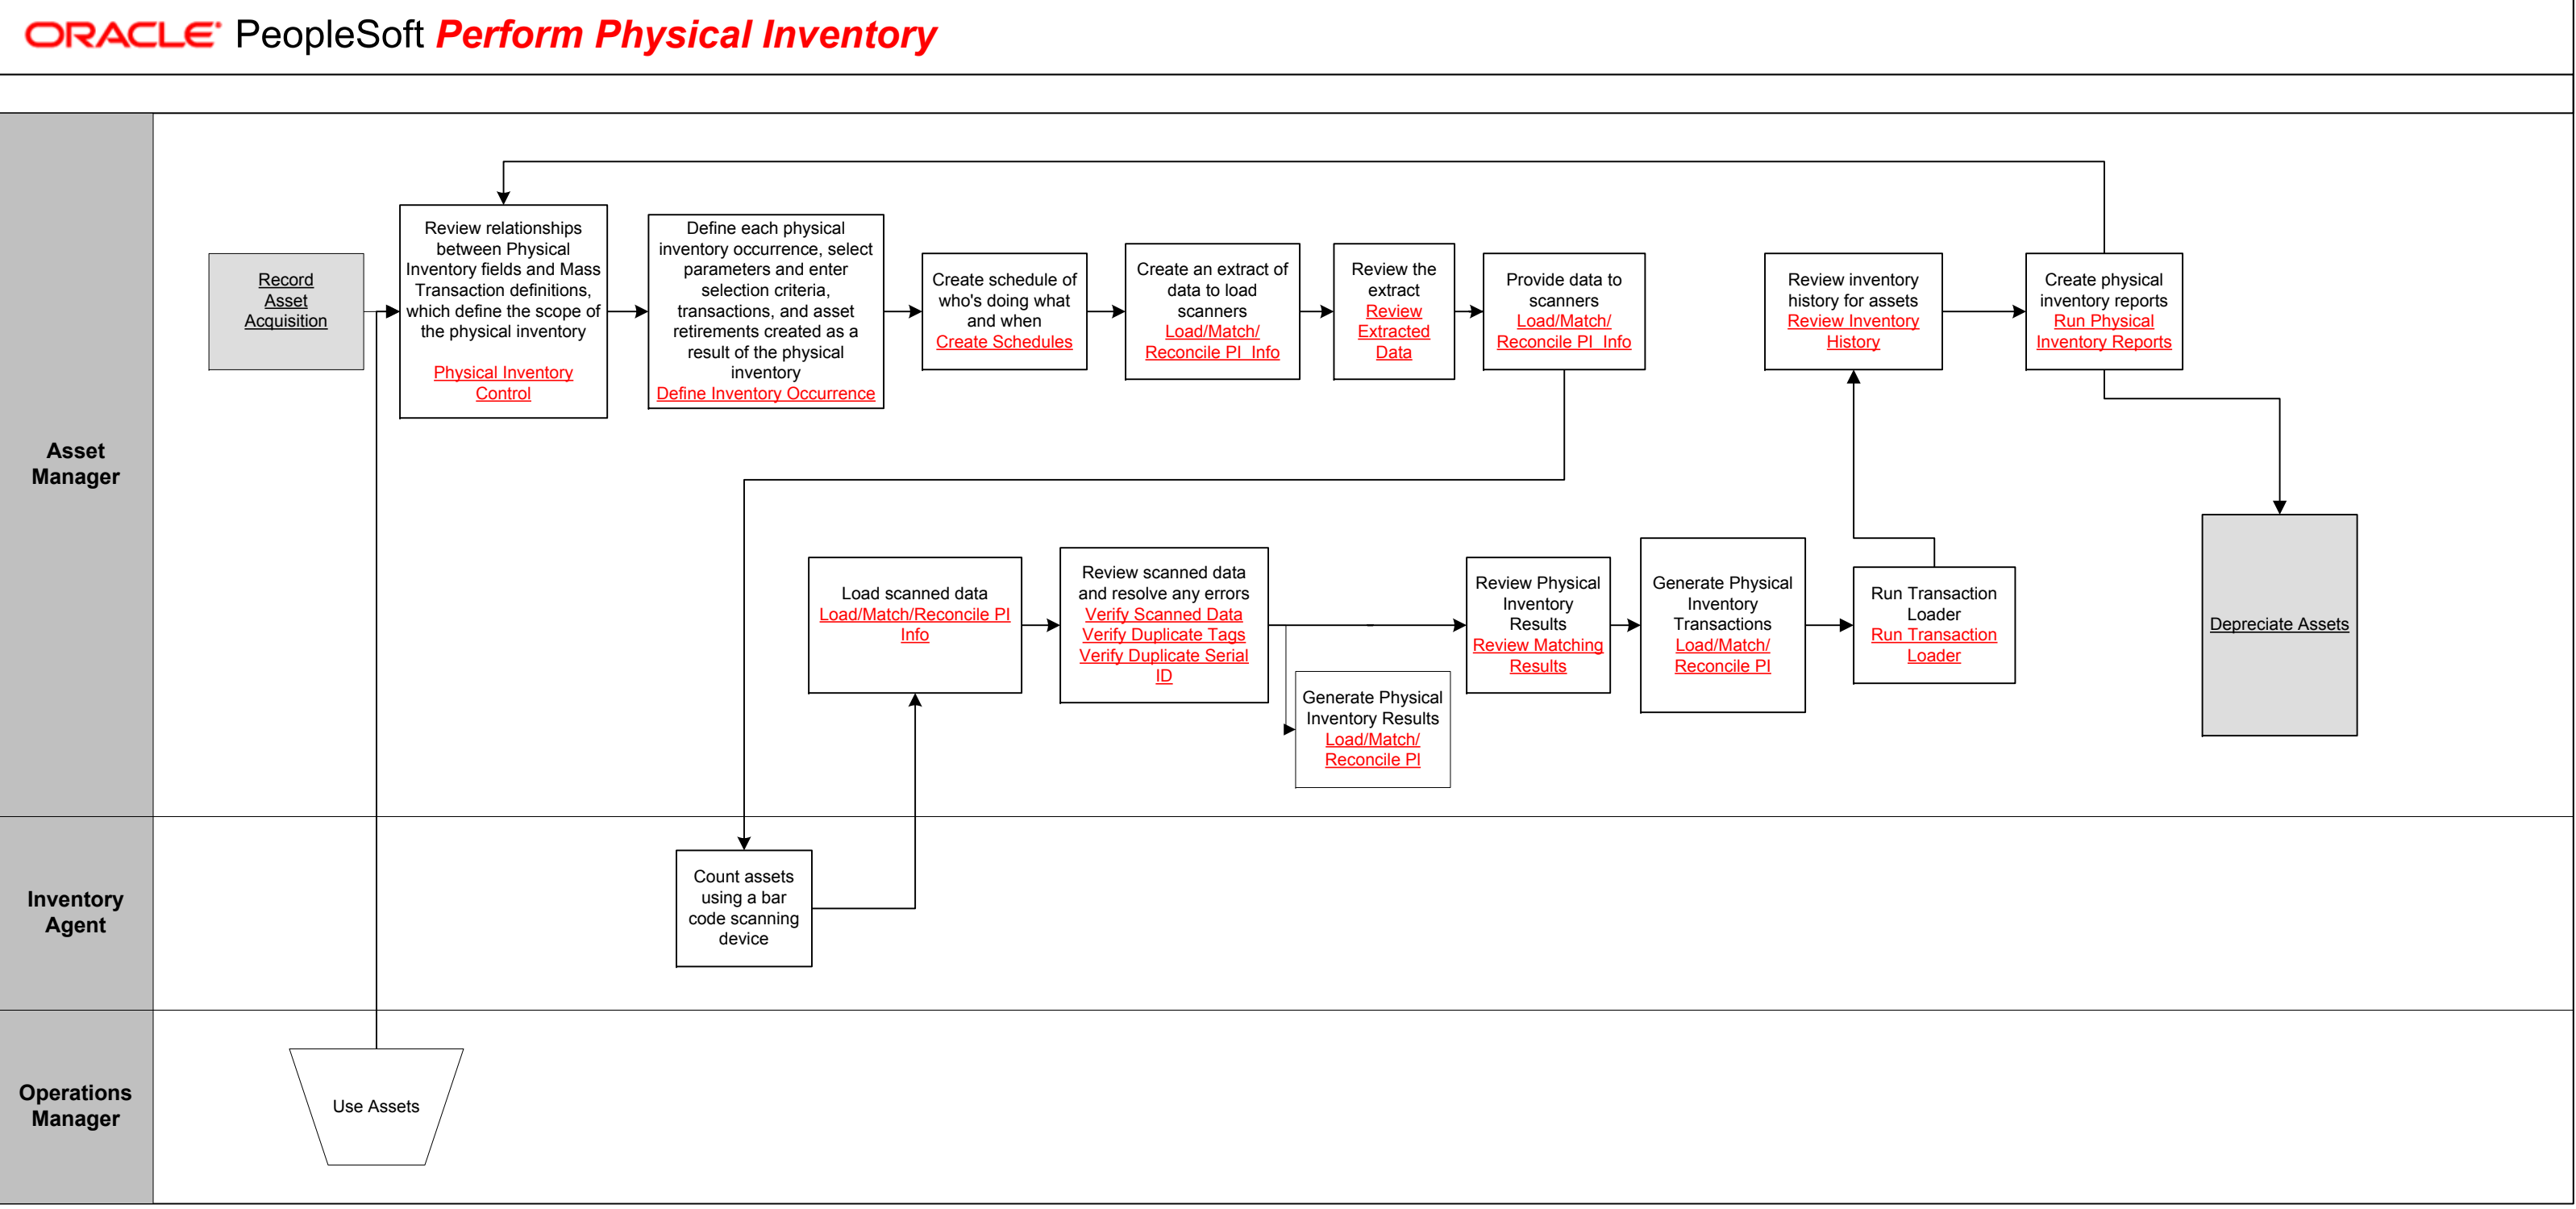 ORACLE PeopleSoft Perform Physical Inventory
Asset
Manager
Record
Asset
Acquisition
Review relationships
between Physical
Inventory fields and Mass
Transaction definitions,
which define the scope of
the physical inventory
Physical Inventory
Control
Define each physical
inventory occurrence, select
parameters and enter
selection criteria,
transactions, and asset
retirements created as a
result of the physical
inventory
Define Inventory Occurrence
Create schedule of
who's doing what
and when
Create Schedules
Create an extract of
data to load
scanners
Load/Match/
Reconcile PI_Info
Review the
extract
Review
Extracted
Data
Provide data to
scanners
Load/Match/
Reconcile PI_Info
Review inventory
history for assets
Review Inventory
History
Create physical
inventory reports
Run Physical
Inventory Reports
Load scanned data
Load/Match/Reconcile PI
Info
Review scanned data
and resolve any errors
Verify Scanned Data
Verify Duplicate Tags
Verify Duplicate Serial
ID
Generate Physical
Inventory Results
Load/Match/
Reconcile PI
Review Physical
Inventory
Results
Review Matching
Results
Generate Physical
Inventory
Transactions
Load/Match/
Reconcile PI
Run Transaction
Loader
Run Transaction
Loader
Depreciate Assets
Inventory
Agent
Count assets
using a bar
code scanning
device
Operations
Manager
Use Assets